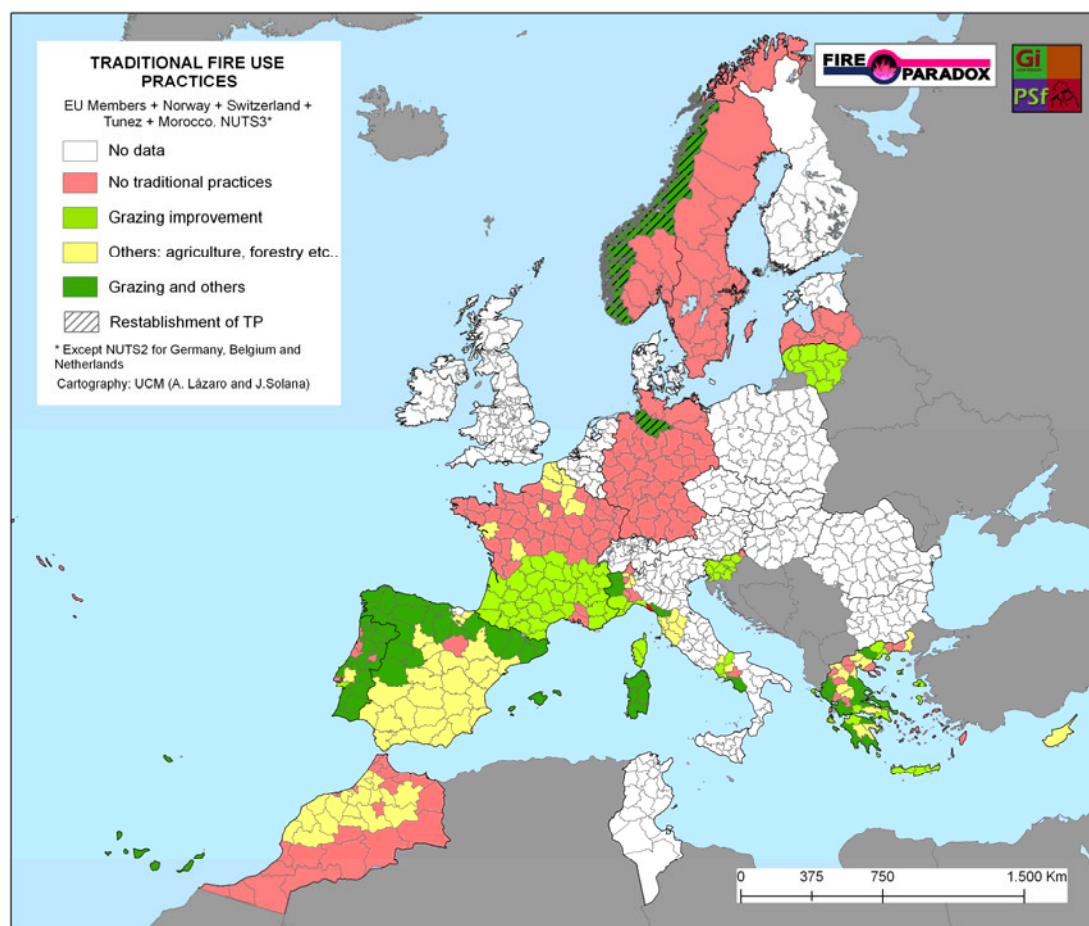 TRADITIONAL FIRE USE
PRACTICES
EU Members + Norway + Switzerland +
Tunez + Morocco. NUTS3*
No data
No traditional practices
Grazing improvement
Others: agriculture, forestry etc..
Grazing and others
Restablishment of TP
* Except NUTS2 for Germany, Belgium and
Netherlands
Cartography: UCM (A. Lázaro and J.Solana)
FIRE
PARADOX
Gi
PSf
0 375 750 1.500 Km